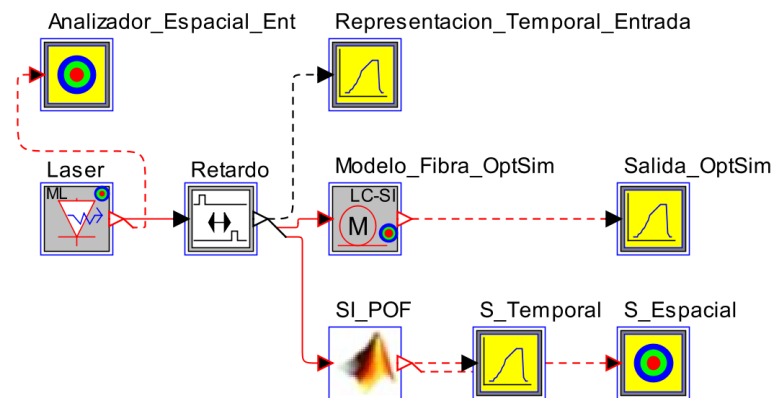 Analizador_Espacial_Ent
Representacion_Temporal_Entrada
Laser
Retardo
Modelo_Fibra_OptSim
Salida_OptSim
ML
LC-SI
M
SI_POF
S_Temporal
S_Espacial